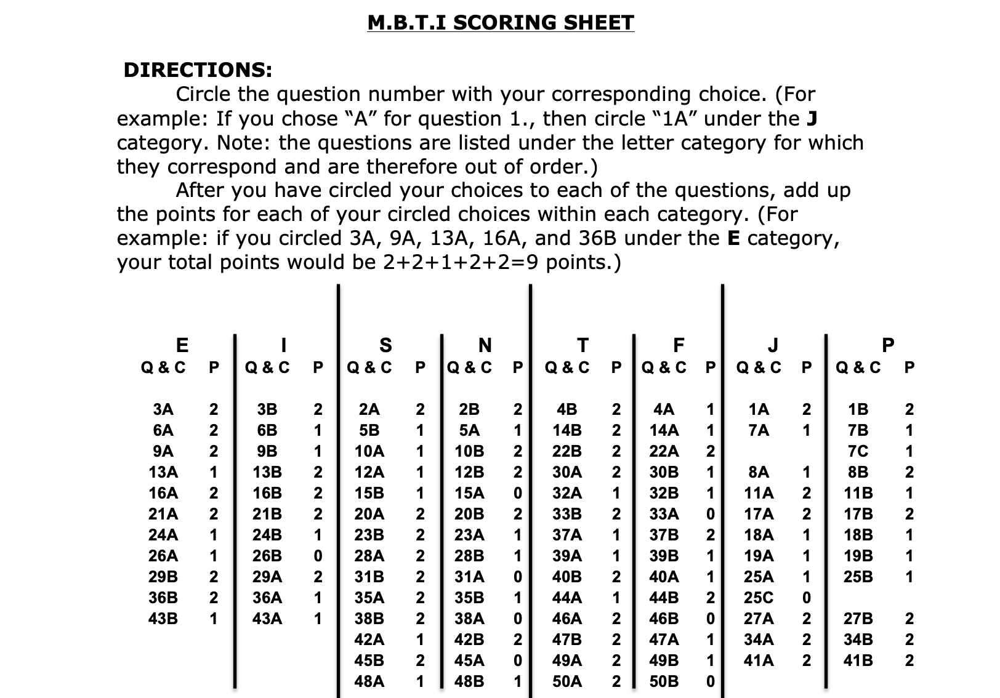 M.B.T.I SCORING SHEET
DIRECTIONS:
Circle the question number with your corresponding choice. (For
example: If you chose “A” for question 1., then circle “1A” under the J
category. Note: the questions are listed under the letter category for which
they correspond and are therefore out of order.)
After you have circled your choices to each of the questions, add up
the points for each of your circled choices within each category. (For
example: if you circled 3A, 9A, 13A, 16A, and 36B under the E category,
your total points would be 2+2+1+2+2=9 points.)
E I S N T F J P
Q & C P Q & C P Q & C P Q & C P Q & C P Q & C P Q & C P Q & C P
3A 2 3B 2 2A 2 2B 2 4B 2 4A 1 1A 2 1B 2
6A 2 6B 1 5B 1 5A 1 14B 2 14A 1 7A 1 7B 1
9A 2 9B 1 10A 1 10B 2 22B 2 22A 2 7C 1
13A 1 13B 2 12A 1 12B 2 30A 2 30B 1 8A 1 8B 2
16A 2 16B 2 15B 1 15A 0 32A 1 32B 1 11A 2 11B 1
21A 2 21B 2 20A 2 20B 2 33B 2 33A 0 17A 2 17B 2
24A 1 24B 1 23B 2 23A 1 37A 1 37B 2 18A 1 18B 1
26A 1 26B 0 28A 2 28B 1 39A 1 39B 1 19A 1 19B 1
29B 2 29A 2 31B 2 31A 0 40B 2 40A 1 25A 1 25B 1
36B 2 36A 1 35A 2 35B 1 44A 1 44B 2 25C 0
43B 1 43A 1 38B 2 38A 0 46A 2 46B 0 27A 2 27B 2
42A 1 42B 2 47B 2 47A 1 34A 2 34B 2
45B 2 45A 0 49A 2 49B 1 41A 2 41B 2
48A 1 48B 1 50A 2 50B 0